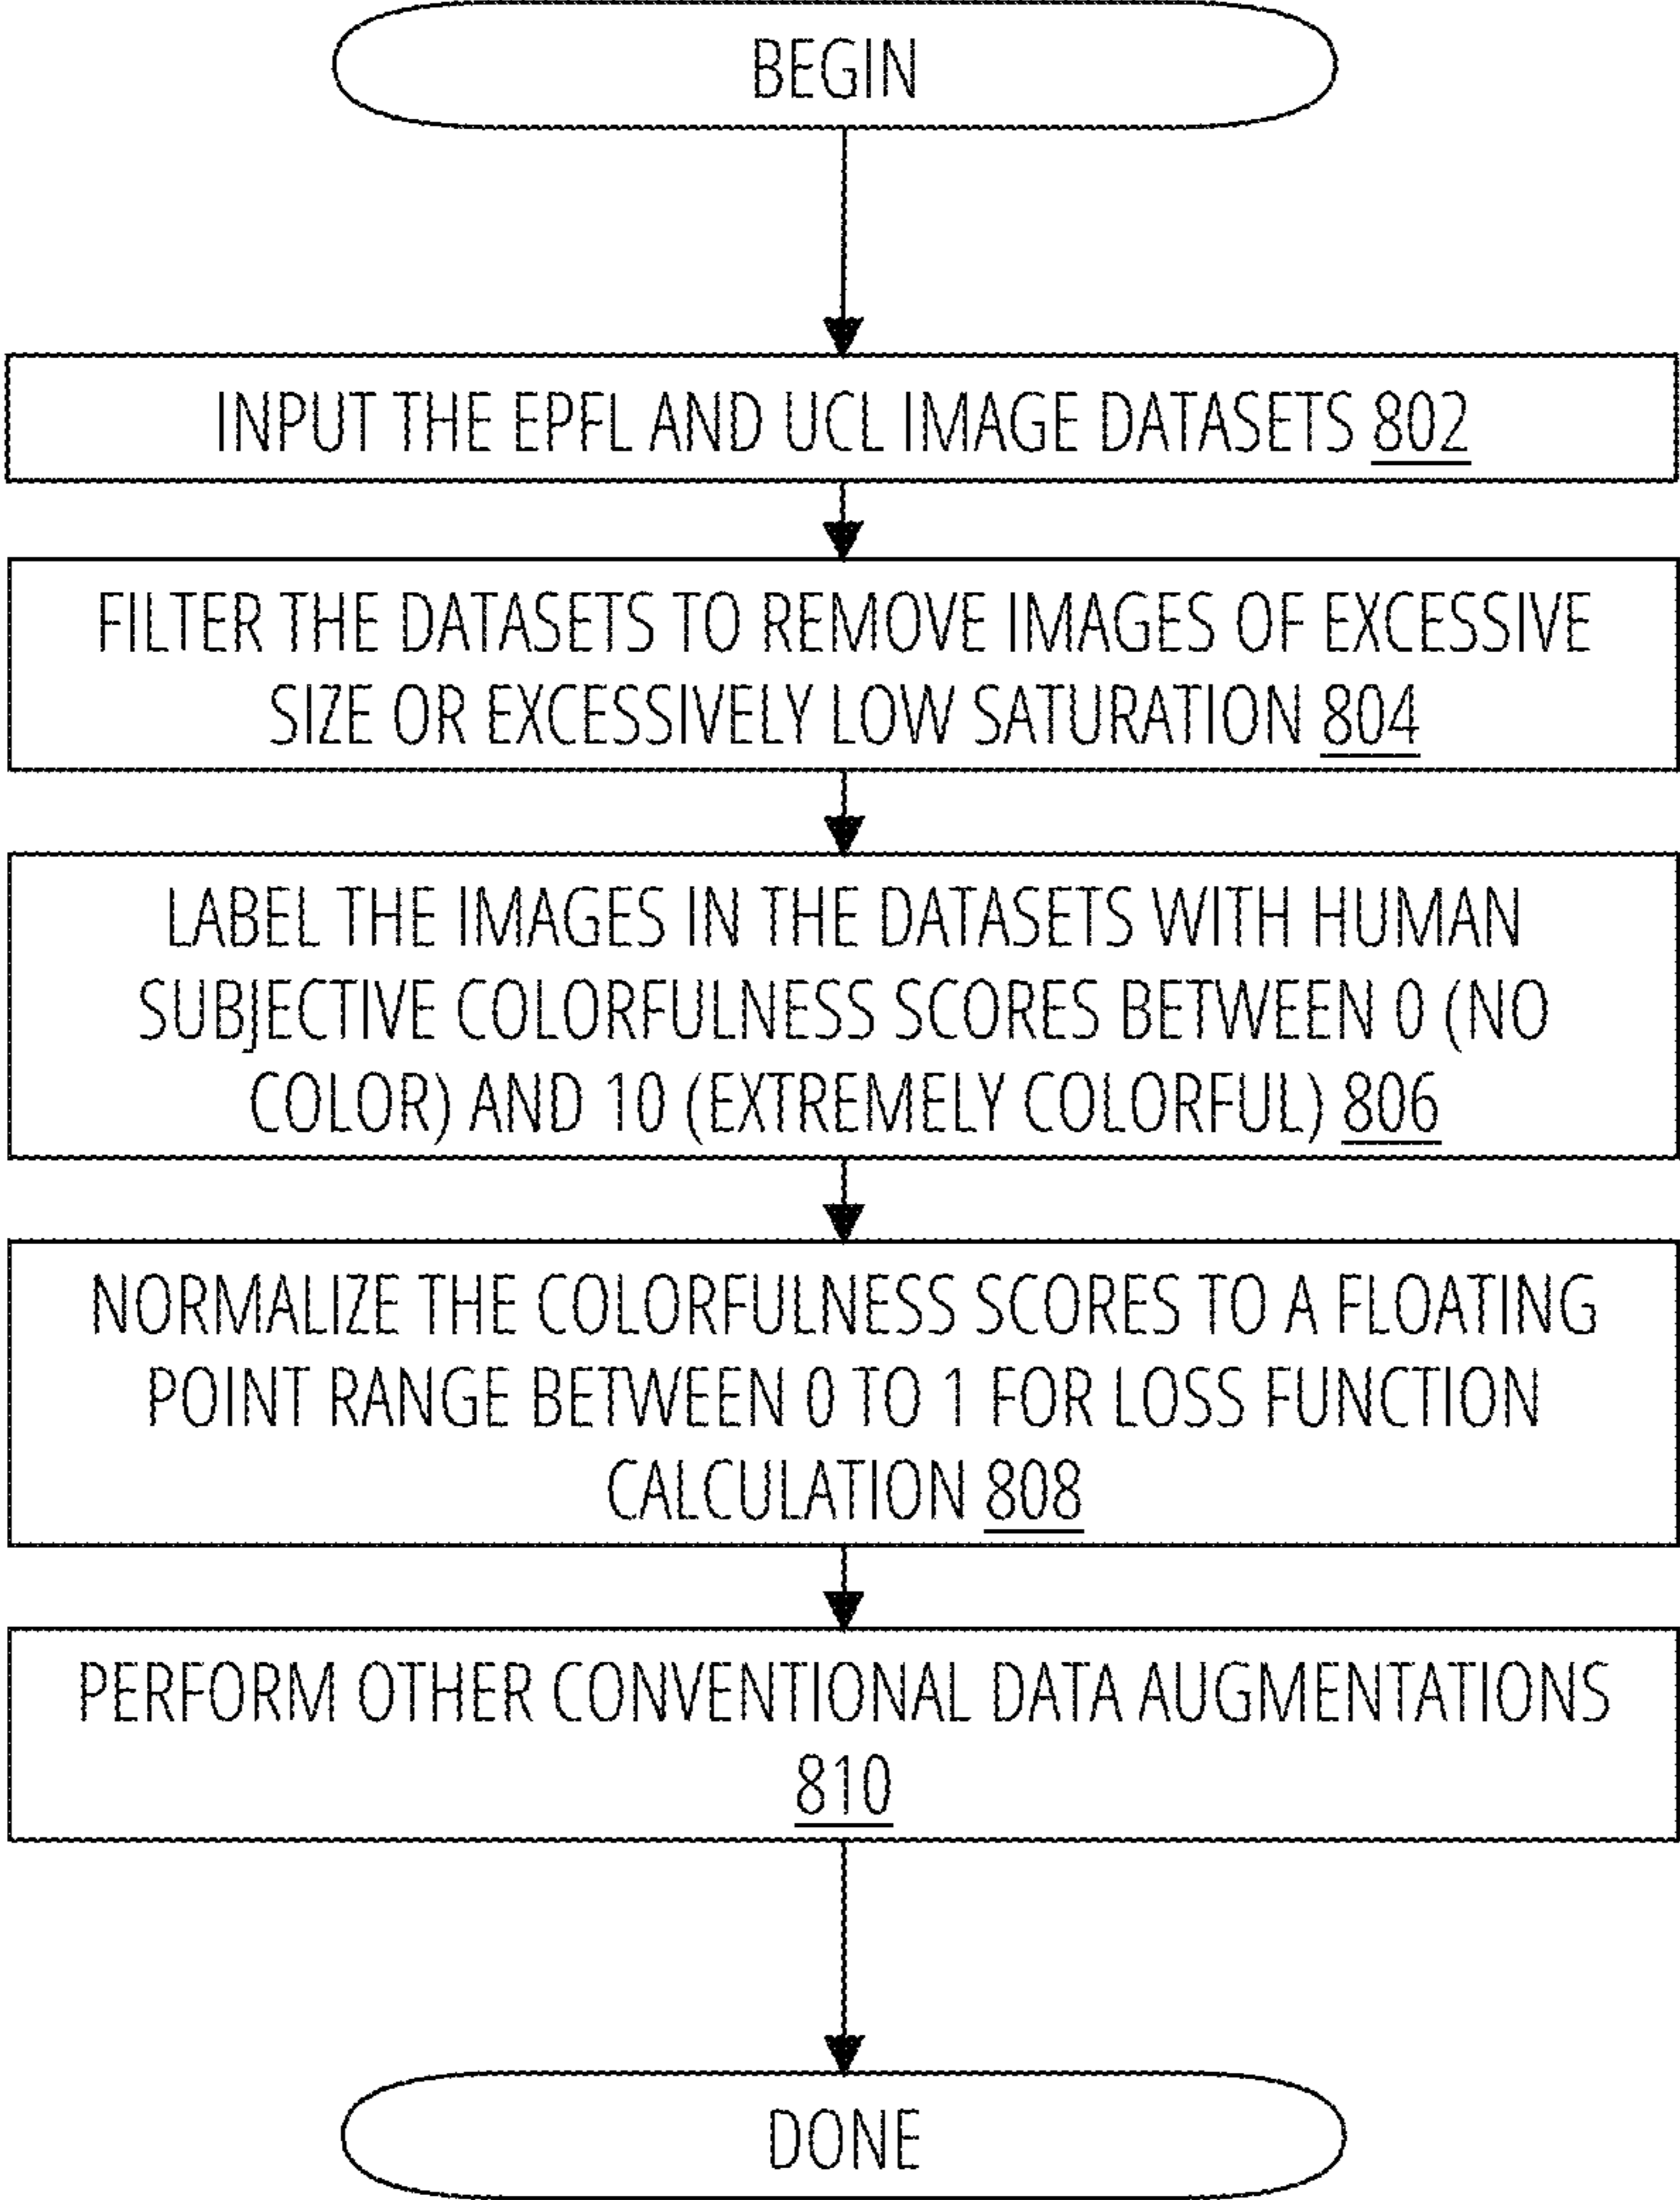 BEGIN
INPUT THE EPFL AND UCL IMAGE DATASETS 802
FILTER THE DATASETS TO REMOVE IMAGES OF EXCESSIVE
SIZE OR EXCESSIVELY LOW SATURATION 804
LABEL THE IMAGES IN THE DATASETS WITH HUMAN
SUBJECTIVE COLORFULNESS SCORES BETWEEN 0 (NO
COLOR) AND 10 (EXTREMELY COLORFUL) 806
NORMALIZE THE COLORFULNESS SCORES TO A FLOATING
POINT RANGE BETWEEN 0 TO 1 FOR LOSS FUNCTION
CALCULATION 808
PERFORM OTHER CONVENTIONAL DATA AUGMENTATIONS
810
DONE